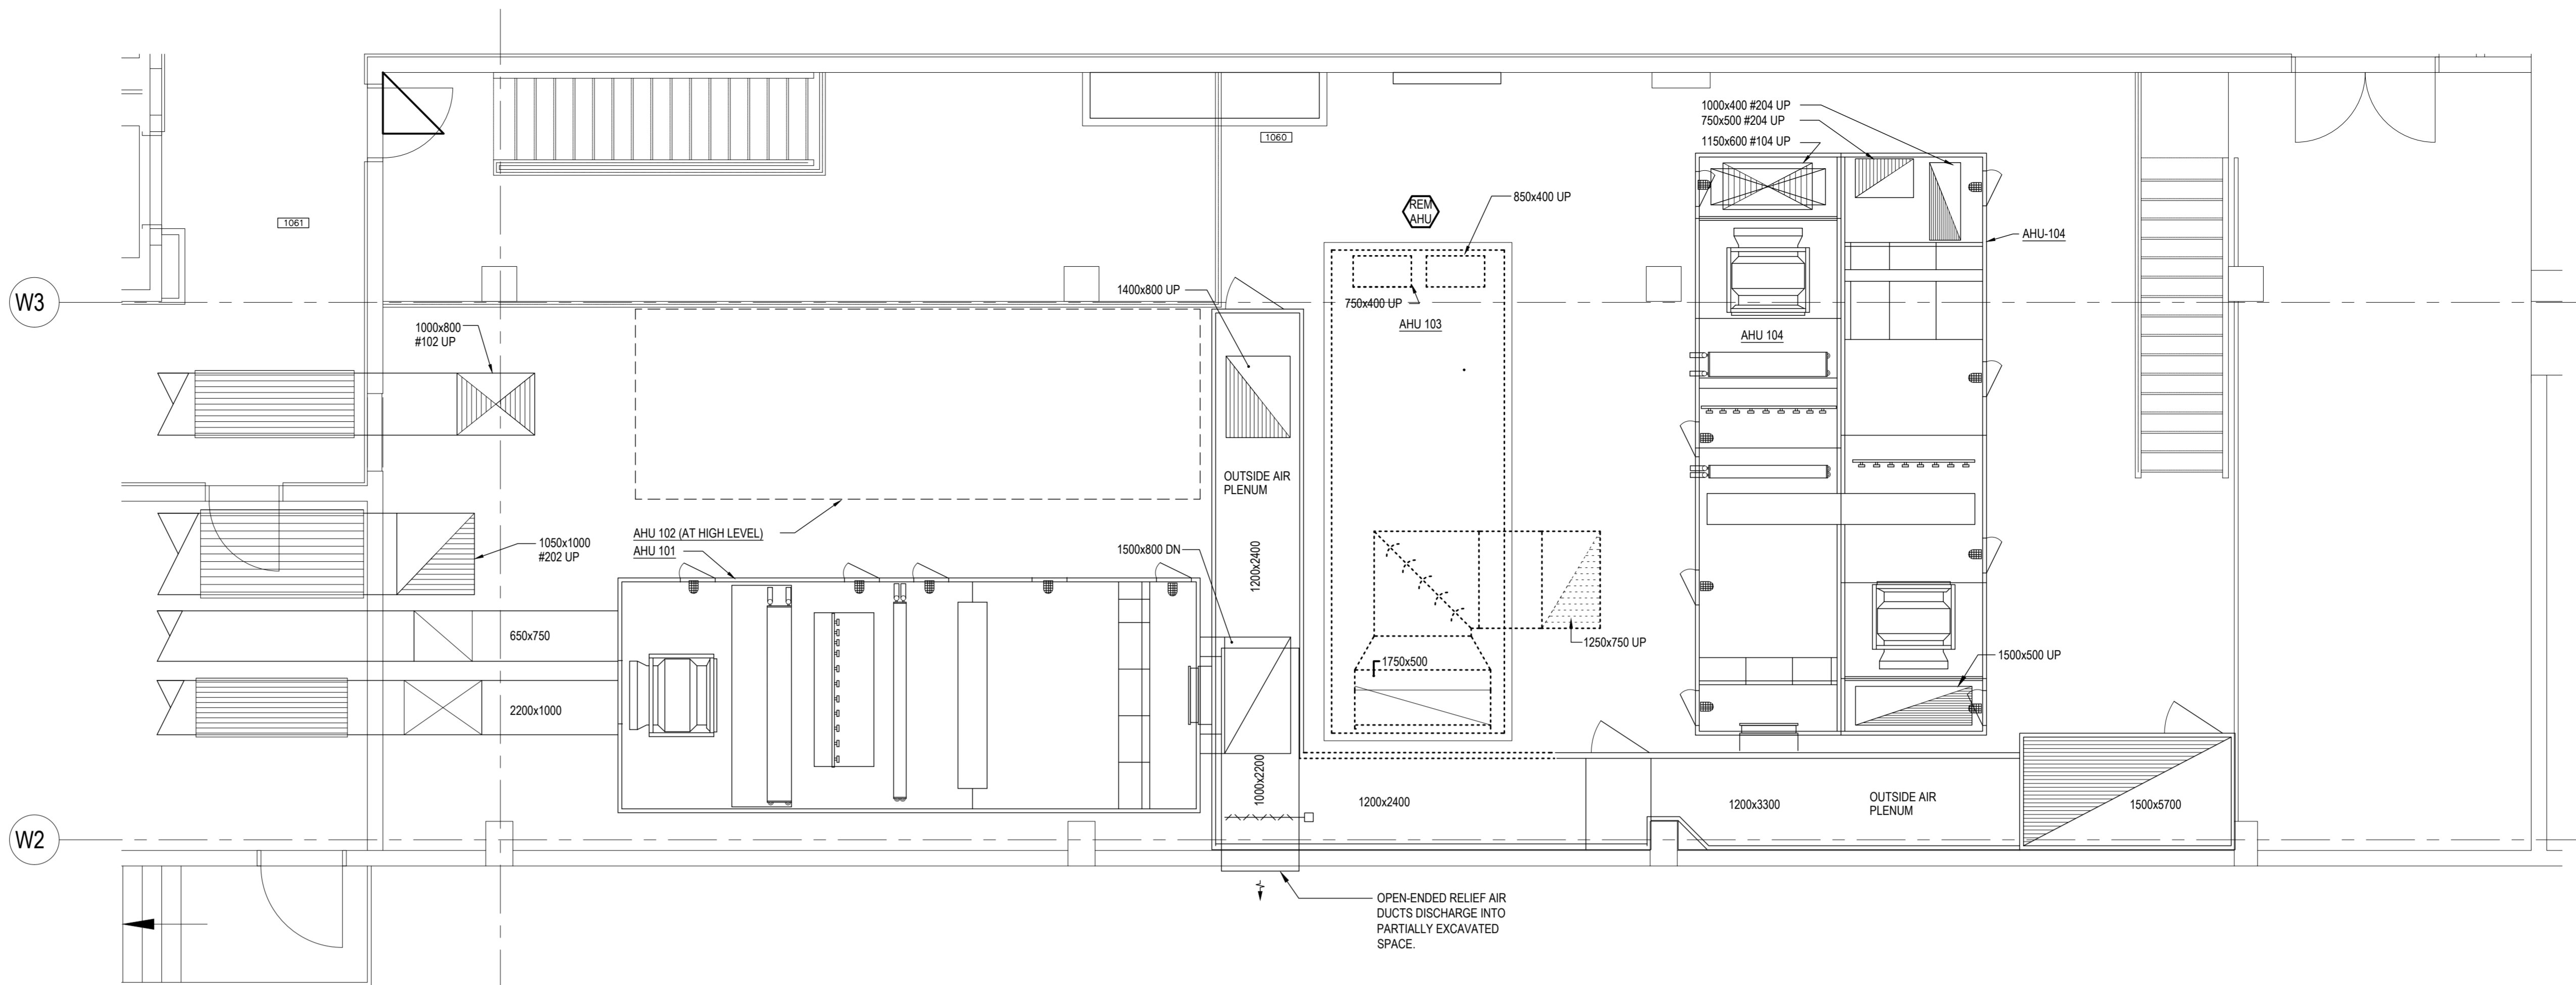 1000x400 #204 UP
750x500 #204 UP
1150x600 #104 UP
1060
1061
REM
AHU
850x400 UP
AHU-104
W3
1400x800 UP
750x400 UP
AHU 103
1000x800
#102 UP
AHU 104
OUTSIDE AIR
PLENUM
AHU 102 (AT HIGH LEVEL)
AHU 101
1050x1000
#202 UP
1500x800 DN
1200x2400
650x750
1250x750 UP
1750x500
1500x500 UP
2200x1000
1000x2200
1200x2400
1200x3300
OUTSIDE AIR
PLENUM
1500x5700
W2
OPEN-ENDED RELIEF AIR
DUCTS DISCHARGE INTO
PARTIALLY EXCAVATED
SPACE.